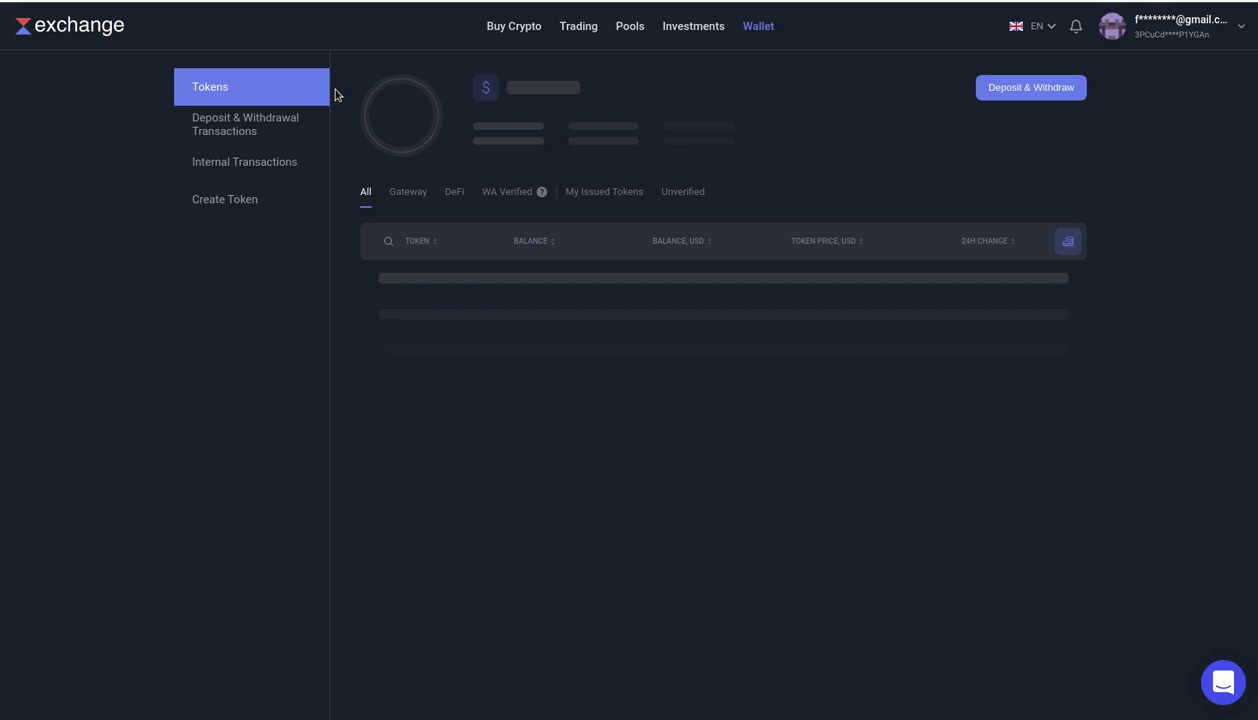 exchange
Buy Crypto
Trading
Pools
Investments
Wallet
EN
f********@gmail.c...
3PCuCd****P1YGAn
Tokens
Deposit & Withdrawal
Transactions
Internal Transactions
Create Token
$
Deposit & Withdraw
All
Gateway
DeFi
WA Verified ?
My Issued Tokens
Unverified
TOKEN
BALANCE
BALANCE, USD
TOKEN PRICE, USD
24H CHANGE